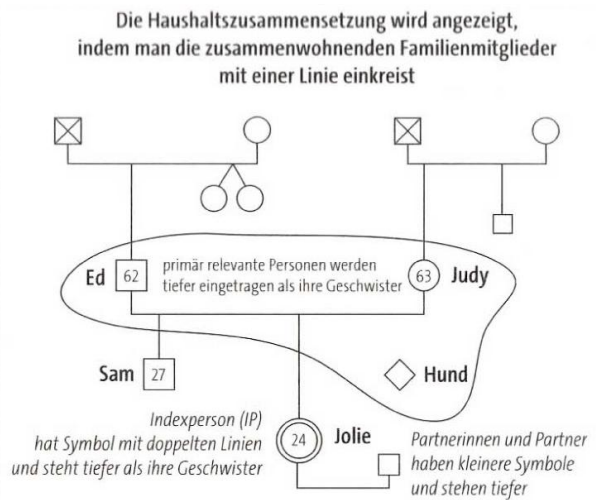 Die Haushaltszusammensetzung wird angezeigt,
indem man die zusammenwohnenden Familienmitglieder
mit einer Linie einkreist
Ed
62
primär relevante Personen werden
tiefer eingetragen als ihre Geschwister
63
Judy
Sam
27
Hund
Indexperson (IP)
hat Symbol mit doppelten Linien
und steht tiefer als ihre Geschwister
24
Jolie
Partnerinnen und Partner
haben kleinere Symbole
und stehen tiefer